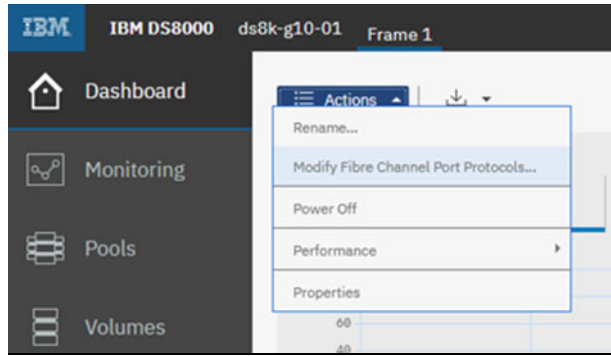 IBM IBM DS8000 ds8k-g10-01 Frame 1
Dashboard
Actions
Rename...
Monitoring
Modify Fibre Channel Port Protocols...
Power Off
Pools
Performance
Properties
Volumes
60
40